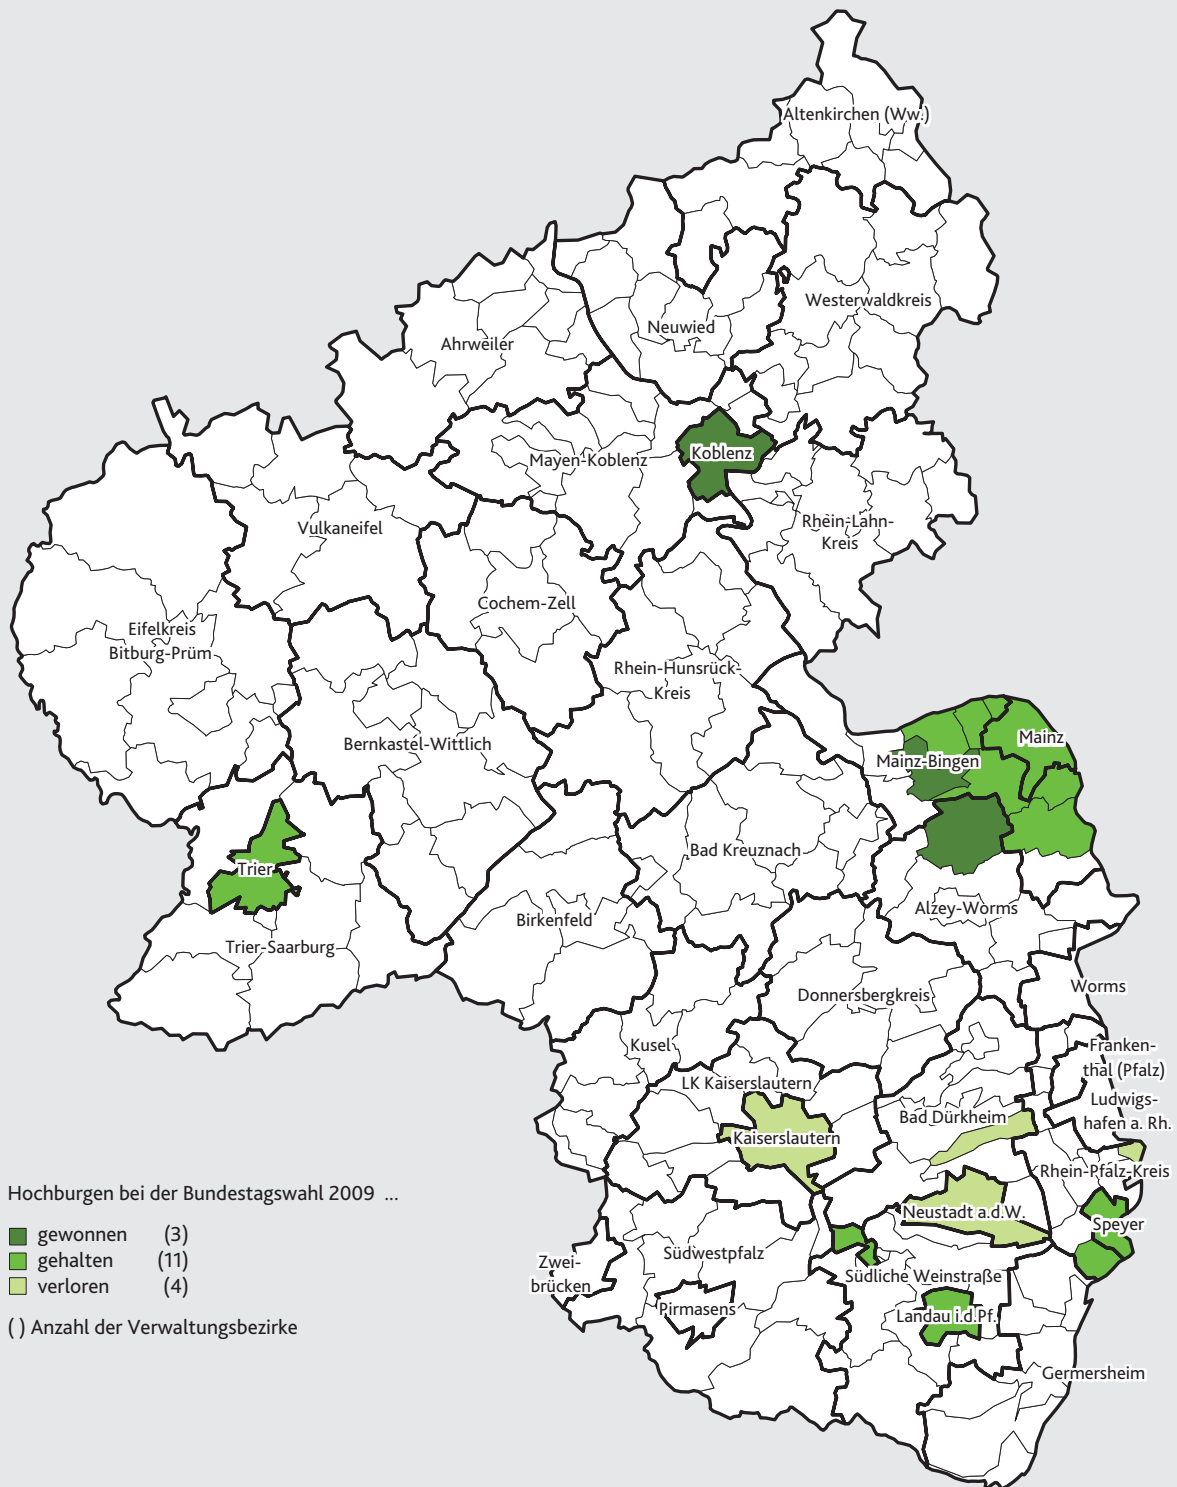 Altenkirchen (Ww.)
Westerwaldkreis
Neuwied
Ahrweiler
Koblenz
Mayen-Koblenz
Vulkaneifel
Rhein-Lahn-
Kreis
Cochem-Zell
Eifelkreis
Bitburg-Prüm
Rhein-Hunsrück-
Kreis
Bernkastel-Wittlich
Mainz
Mainz-Bingen
Bad Kreuznach
Trier
Birkenfeld
Alzey-Worms
Trier-Saarburg
Donnersbergkreis
Worms
Kusel
Franken-
thal (Pfalz)
LK Kaiserslautern
Ludwigs-
hafen a. Rh.
Bad Dürkheim
Kaiserslautern
Rhein-Pfalz-Kreis
Neustadt a.d.W.
Speyer
Südwestpfalz
Zwei-
brücken
Südliche Weinstraße
Pirmasens
Landau i.d.Pf.
Germersheim
Hochburgen bei der Bundestagswahl 2009 ...
gewonnen (3)
gehalten (11)
verloren (4)
( ) Anzahl der Verwaltungsbezirke